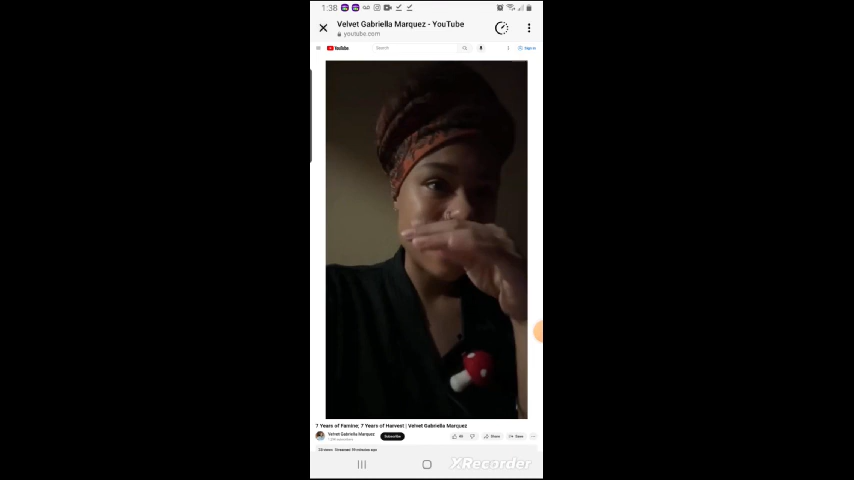 1:38
Velvet Gabriella Marquez - YouTube
youtube.com
YouTube
Search
Sign in
7 Years of Famine; 7 Years of Harvest | Velvet Gabriella Marquez
Velvet Gabriella Marquez
Subscribe
Share
Save
XRecorder